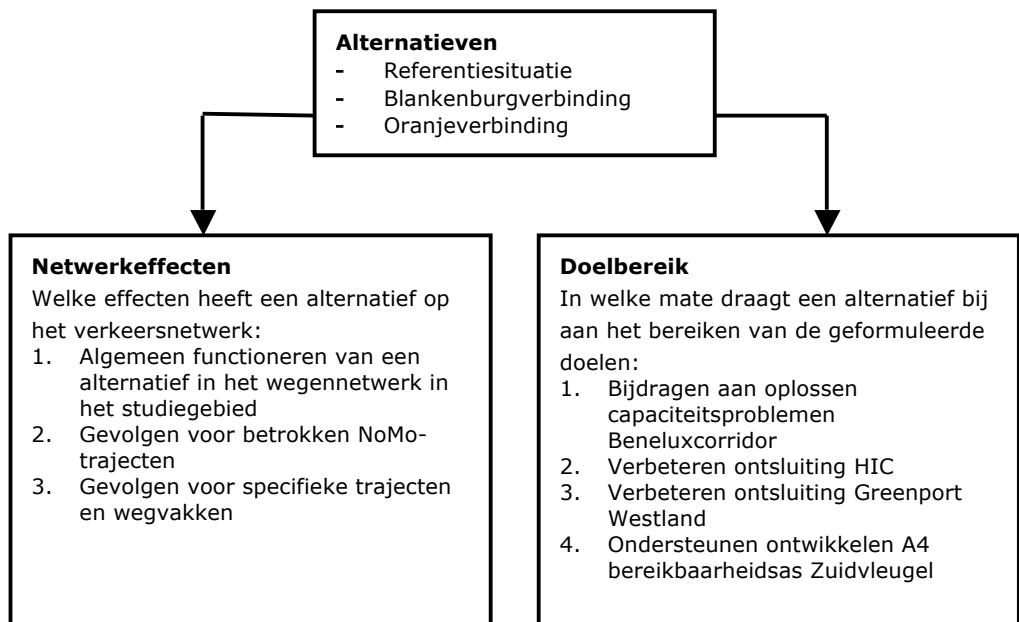 Alternatieven
- Referentiesituatie
- Blankenburgverbinding
- Oranjeverbinding
Netwerkeffecten
Welke effecten heeft een alternatief op
het verkeersnetwerk:
1. Algemeen functioneren van een
alternatief in het wegennetwerk in
het studiegebied
2. Gevolgen voor betrokken NoMo-
trajecten
3. Gevolgen voor specifieke trajecten
en wegvakken
Doelbereik
In welke mate draagt een alternatief bij
aan het bereiken van de geformuleerde
doelen:
1. Bijdragen aan oplossen
capaciteitsproblemen
Beneluxcorridor
2. Verbeteren ontsluiting HIC
3. Verbeteren ontsluiting Greenport
Westland
4. Ondersteunen ontwikkelen A4
bereikbaarheidsas Zuidvleugel